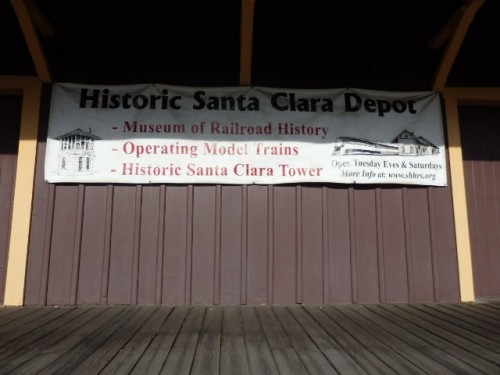 Historic Santa Clara Depot
- Museum of Railroad History
- Operating Model Trains
- Historic Santa Clara Tower
Open Tuesday Eves & Saturdays
More Info at: www.sbhrs.org